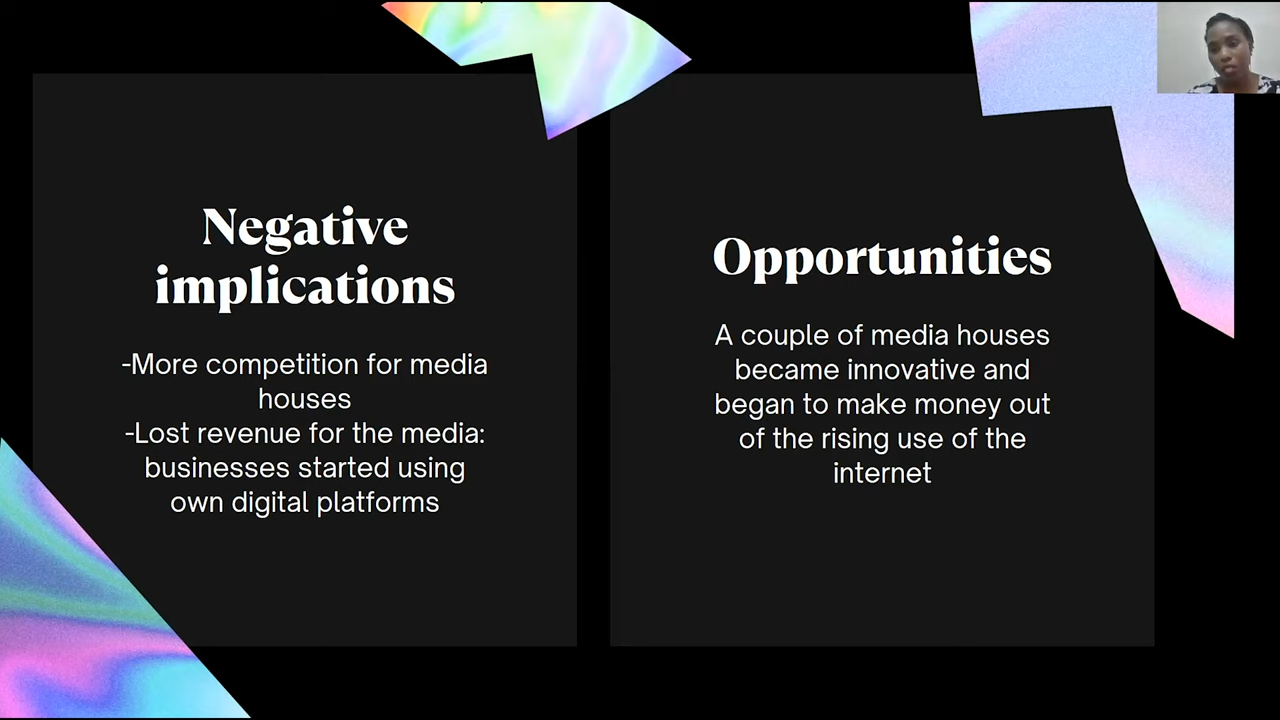 Negative
implications
-More competition for media
houses
-Lost revenue for the media:
businesses started using
own digital platforms
Opportunities
A couple of media houses
became innovative and
began to make money out
of the rising use of the
internet